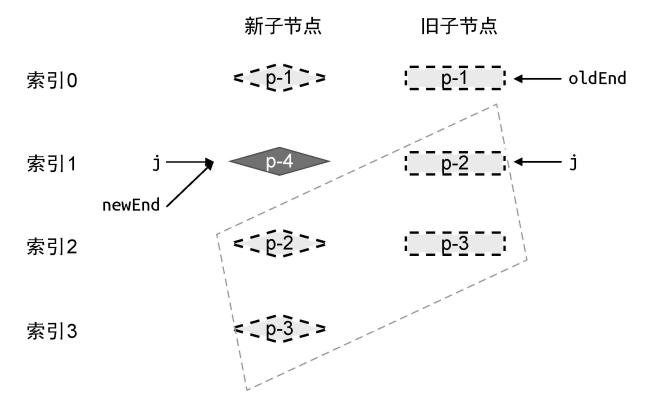 新子节点 旧子节点
索引0 p-1 p-1 oldEnd
索引1 j p-4 p-2 j
newEnd
索引2 p-2 p-3
索引3 p-3